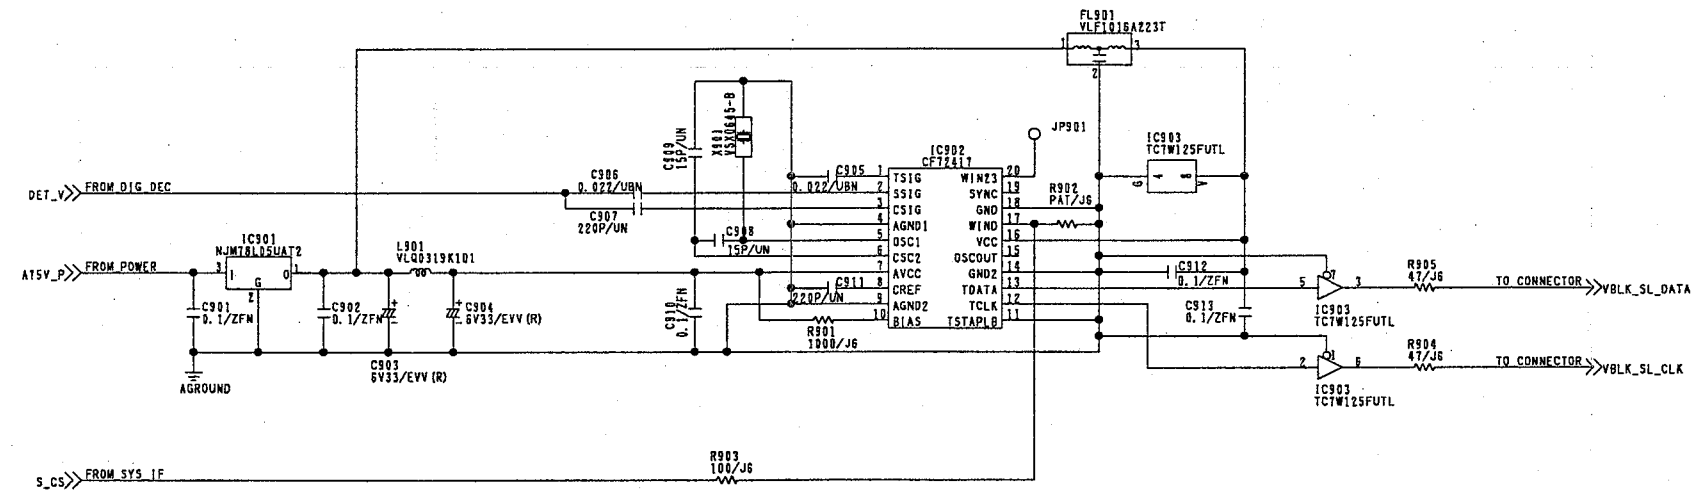 FL901
VLF1016A223T
1
3
2
JP901
X901
VSX0645-B
C909
15P/UN
IC903
TC7W125FUTL
G
4
8
V
IC902
CF72417
DET_V
FROM DIG DEC
C906
0.022/UBN
C907
220P/UN
C905
0.022/UBN
1 TSIG WIN23 20
2 SSIG SYNC 19
3 CSIG GND 18
4 AGND1 WIND 17
5 OSC1 VCC 16
6 CSC2 OSCOUT 15
7 AVCC GND2 14
8 CREF TDATA 13
9 AGND2 TCLK 12
10 BIAS TSTAPLB 11
R902
PAT/J6
C908
15P/UN
IC901
NJM78L05UAT2
3 I
O 1
G
2
L901
VLQ0319K101
AT5V_P
FROM POWER
C901
0.1/ZFN
C902
0.1/ZFN
C903
6V33/EVV(R)
C904
6V33/EVV(R)
C910
0.1/ZFN
C911
220P/UN
R901
1000/J6
C912
0.1/ZFN
C913
0.1/ZFN
5
7
3
IC903
TC7W125FUTL
R905
47/J6
TO CONNECTOR
VBLK_SL_DATA
2
1
6
IC903
TC7W125FUTL
R904
47/J6
TO CONNECTOR
VBLK_SL_CLK
AGROUND
S_CS
FROM SYS IF
R903
100/J6